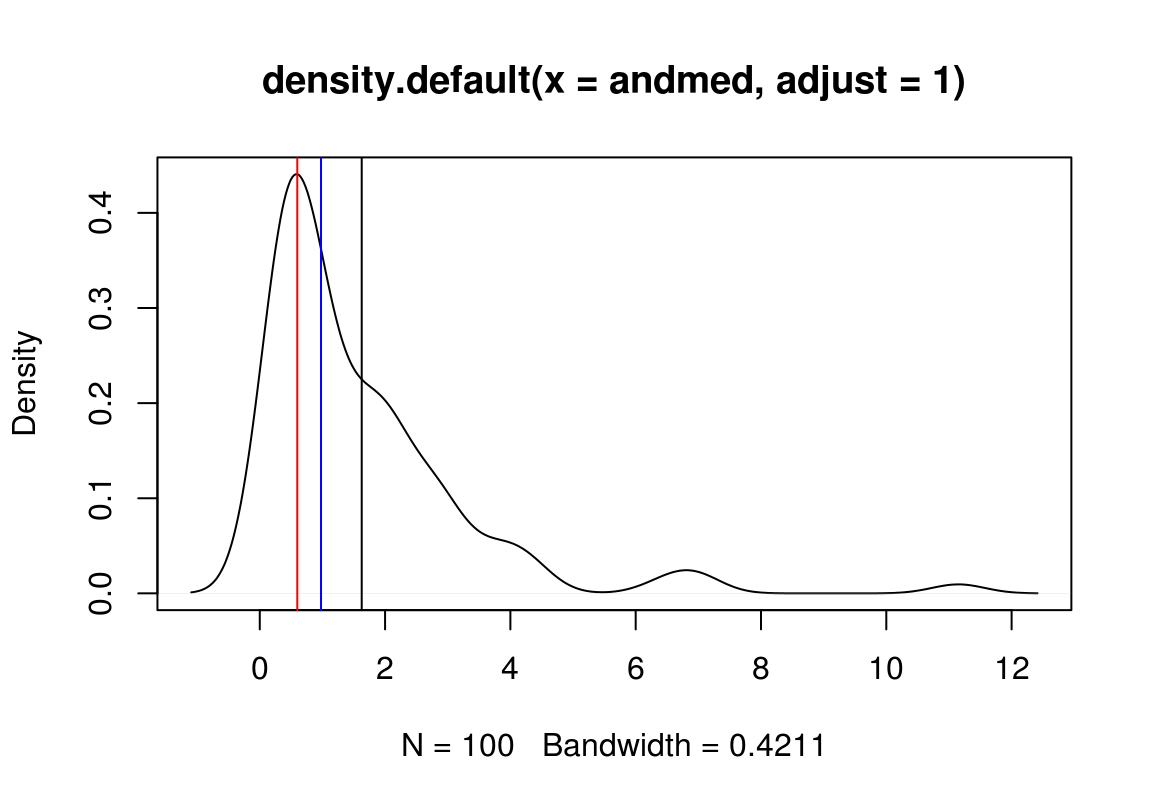 density.default(x = andmed, adjust = 1)
Density
0.4
0.3
0.2
0.1
0.0
0 2 4 6 8 10 12
N = 100 Bandwidth = 0.4211